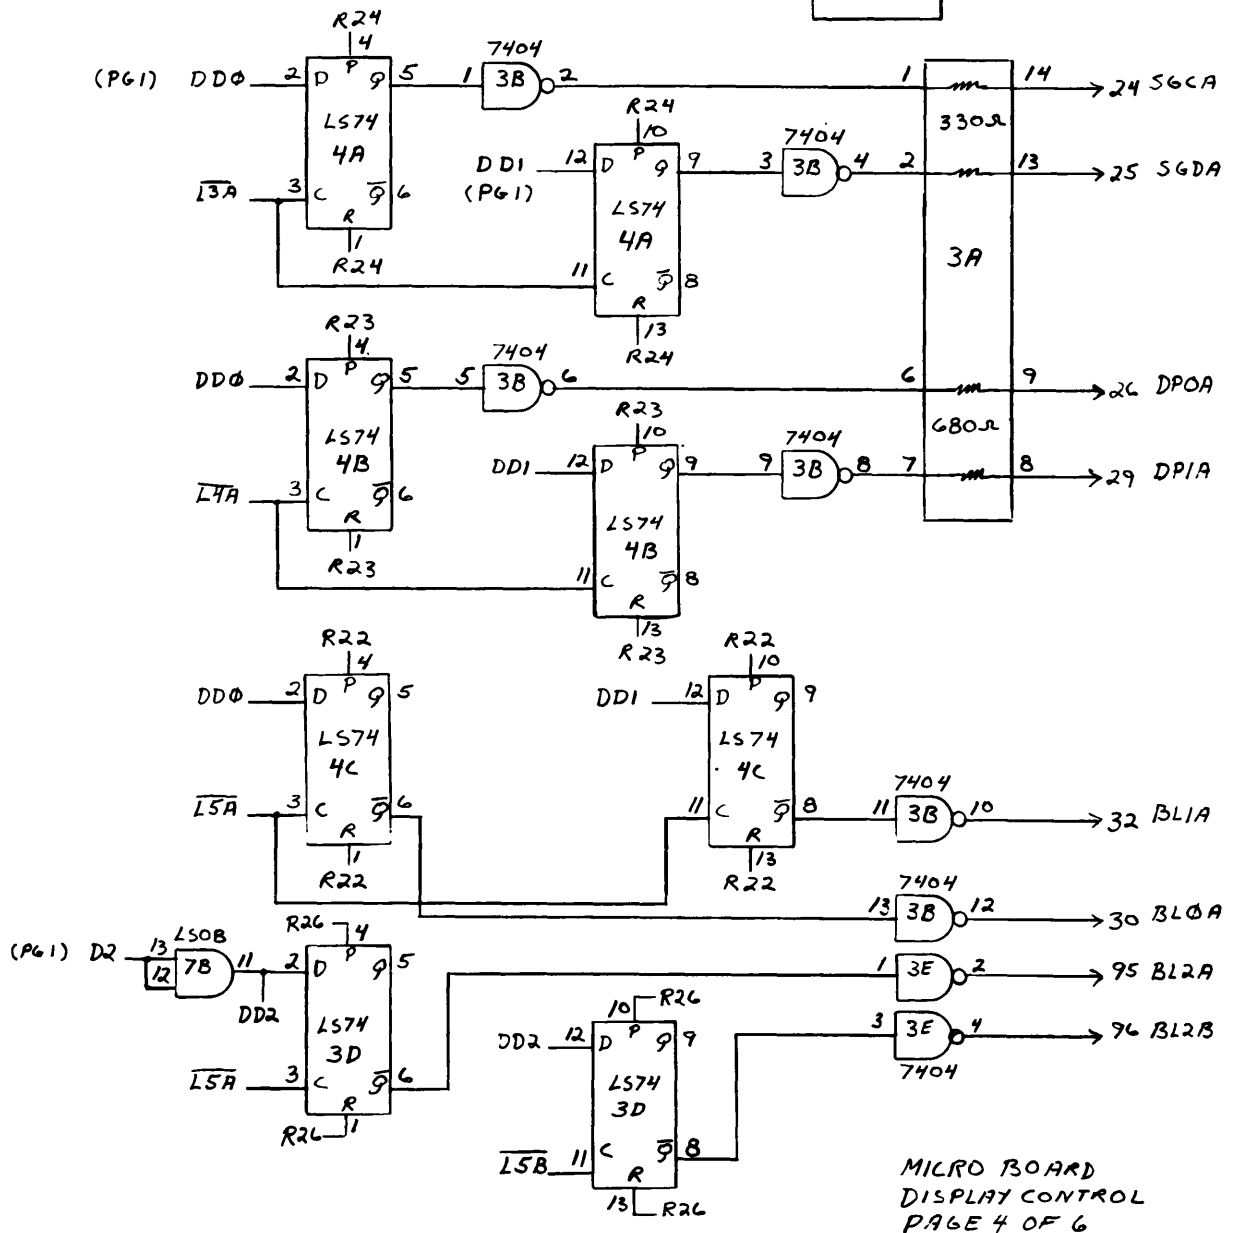 R24
4
7404
(PG1) DDØ 2 D P Q 5 1 3B 2 1 14 24 SGCA
LS74
4A
330Ω
R24
10
7404
DD1 12 D P Q 9 3 3B 4 2 13 25 SGDA
(PG1)
L3A 3 C Q 6
R
1
R24
LS74
4A
3A
11 C Q 8
R
13
R24
R23
4
7404
DDØ 2 D P Q 5 5 3B 6 6 9 26 DP0A
LS74
4B
680Ω
R23
10
7404
DD1 12 D P Q 9 9 3B 8 7 8 29 DP1A
L4A 3 C Q 6
R
1
R23
LS74
4B
11 C Q 8
R
13
R23
R22
4
R22
10
DDØ 2 D P Q 5 DD1 12 D P Q 9
LS74
4C
LS74
4C
L5A 3 C Q 6
R
1
R22
7404
11 C Q 8 11 3B 10 32 BL1A
R
13
R22
7404
13 3B 12 30 BLØA
R26 4
LS08
(PG1) D2 13 12 7B 11 2 D P Q 5 1 3E 2 95 BL2A
DD2
LS74
3D
10 R26
DD2 12 D P Q 9 3 3E 4 96 BL2B
7404
L5A 3 C Q 6
R
R26 1
LS74
3D
L5B 11 C Q 8
R
13 R26
MICRO BOARD
DISPLAY CONTROL
PAGE 4 OF 6